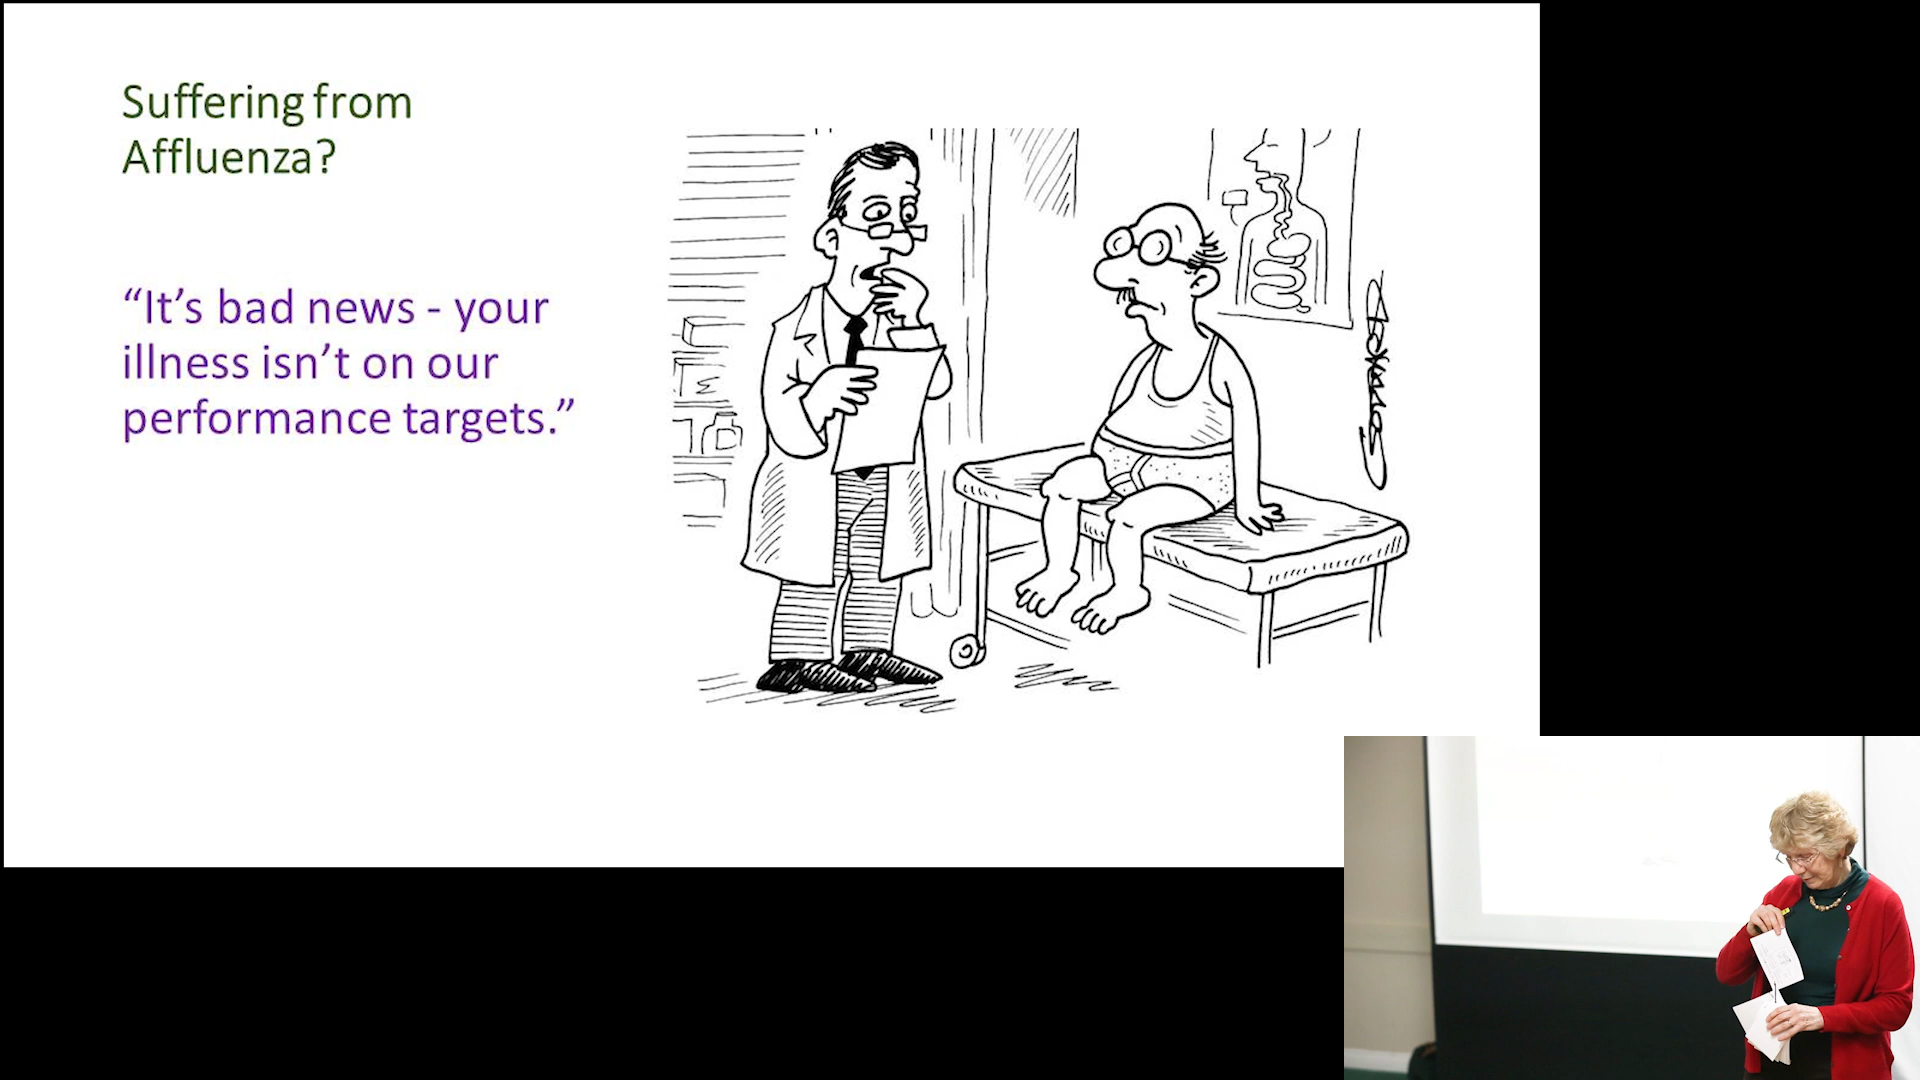 Suffering from
Affluenza?
“It’s bad news - your
illness isn’t on our
performance targets.”